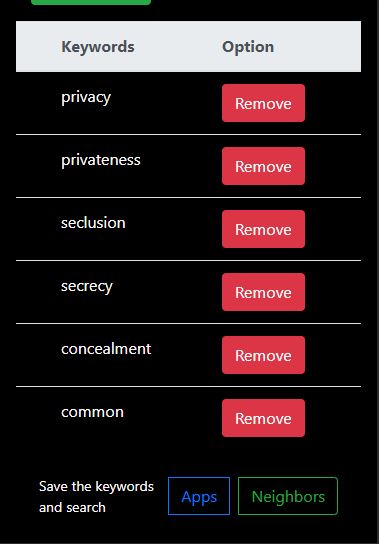 Keywords Option
privacy Remove
privateness Remove
seclusion Remove
secrecy Remove
concealment Remove
common Remove
Save the keywords
and search
Apps Neighbors